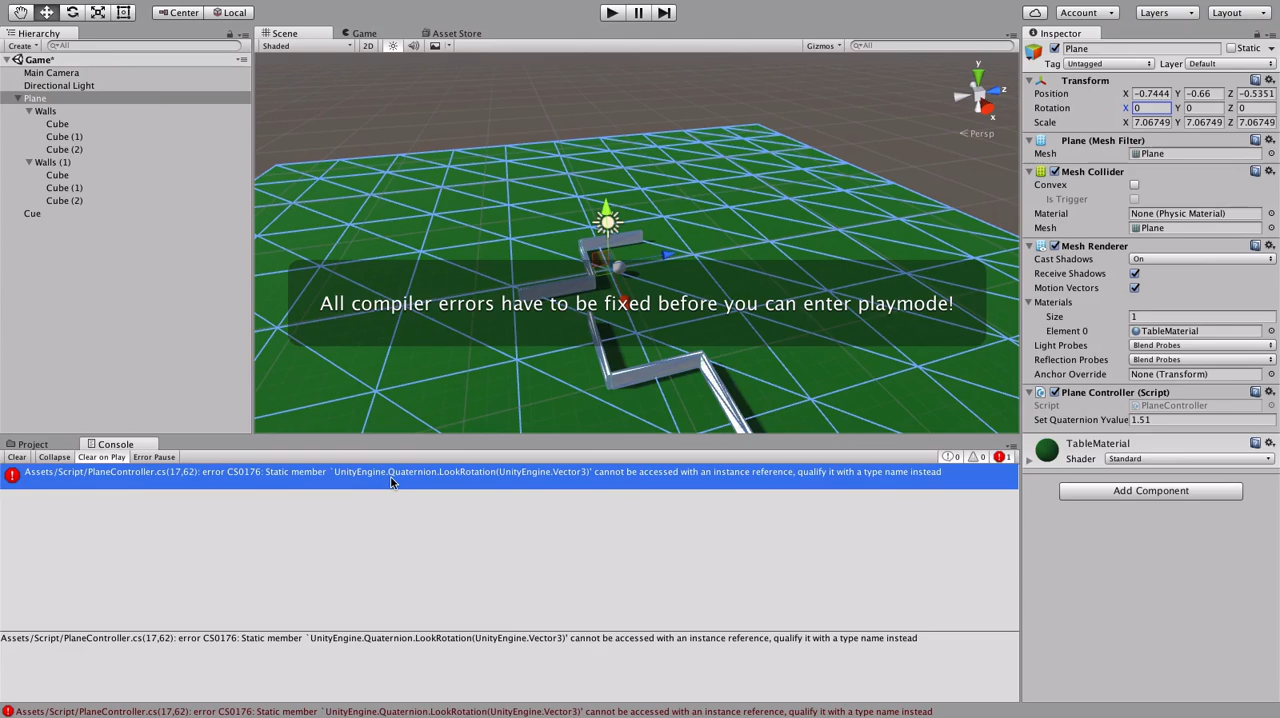 Center Local Account Layers Layout
Hierarchy Scene Game Asset Store Inspector
Create All Shaded 2D Gizmos All Plane Static
Game* Tag Untagged Layer Default
Main Camera Transform
Directional Light Position X -0.7444 Y -0.66 Z -0.5351
Plane Rotation X 0 Y 0 Z 0
Walls Scale X 7.06749 Y 7.06749 Z 7.06749
Cube y z x
Cube (1) Persp Plane (Mesh Filter)
Cube (2) Mesh Plane
Walls (1) Mesh Collider
Cube Convex
Cube (1) Is Trigger
Cube (2) Material None (Physic Material)
Cue Mesh Plane
Mesh Renderer
Cast Shadows On
Receive Shadows
Motion Vectors
All compiler errors have to be fixed before you can enter playmode! Materials
Size 1
Element 0 TableMaterial
Light Probes Blend Probes
Reflection Probes Blend Probes
Anchor Override None (Transform)
Plane Controller (Script)
Script PlaneController
Set Quaternion Yvalue 1.51
Project Console TableMaterial
Clear Collapse Clear on Play Error Pause 0 0 1 Shader Standard
Assets/Script/PlaneController.cs(17,62): error CS0176: Static member `UnityEngine.Quaternion.LookRotation(UnityEngine.Vector3)' cannot be accessed with an instance reference, qualify it with a type name instead
Add Component
Assets/Script/PlaneController.cs(17,62): error CS0176: Static member `UnityEngine.Quaternion.LookRotation(UnityEngine.Vector3)' cannot be accessed with an instance reference, qualify it with a type name instead
Assets/Script/PlaneController.cs(17,62): error CS0176: Static member `UnityEngine.Quaternion.LookRotation(UnityEngine.Vector3)' cannot be accessed with an instance reference, qualify it with a type name instead